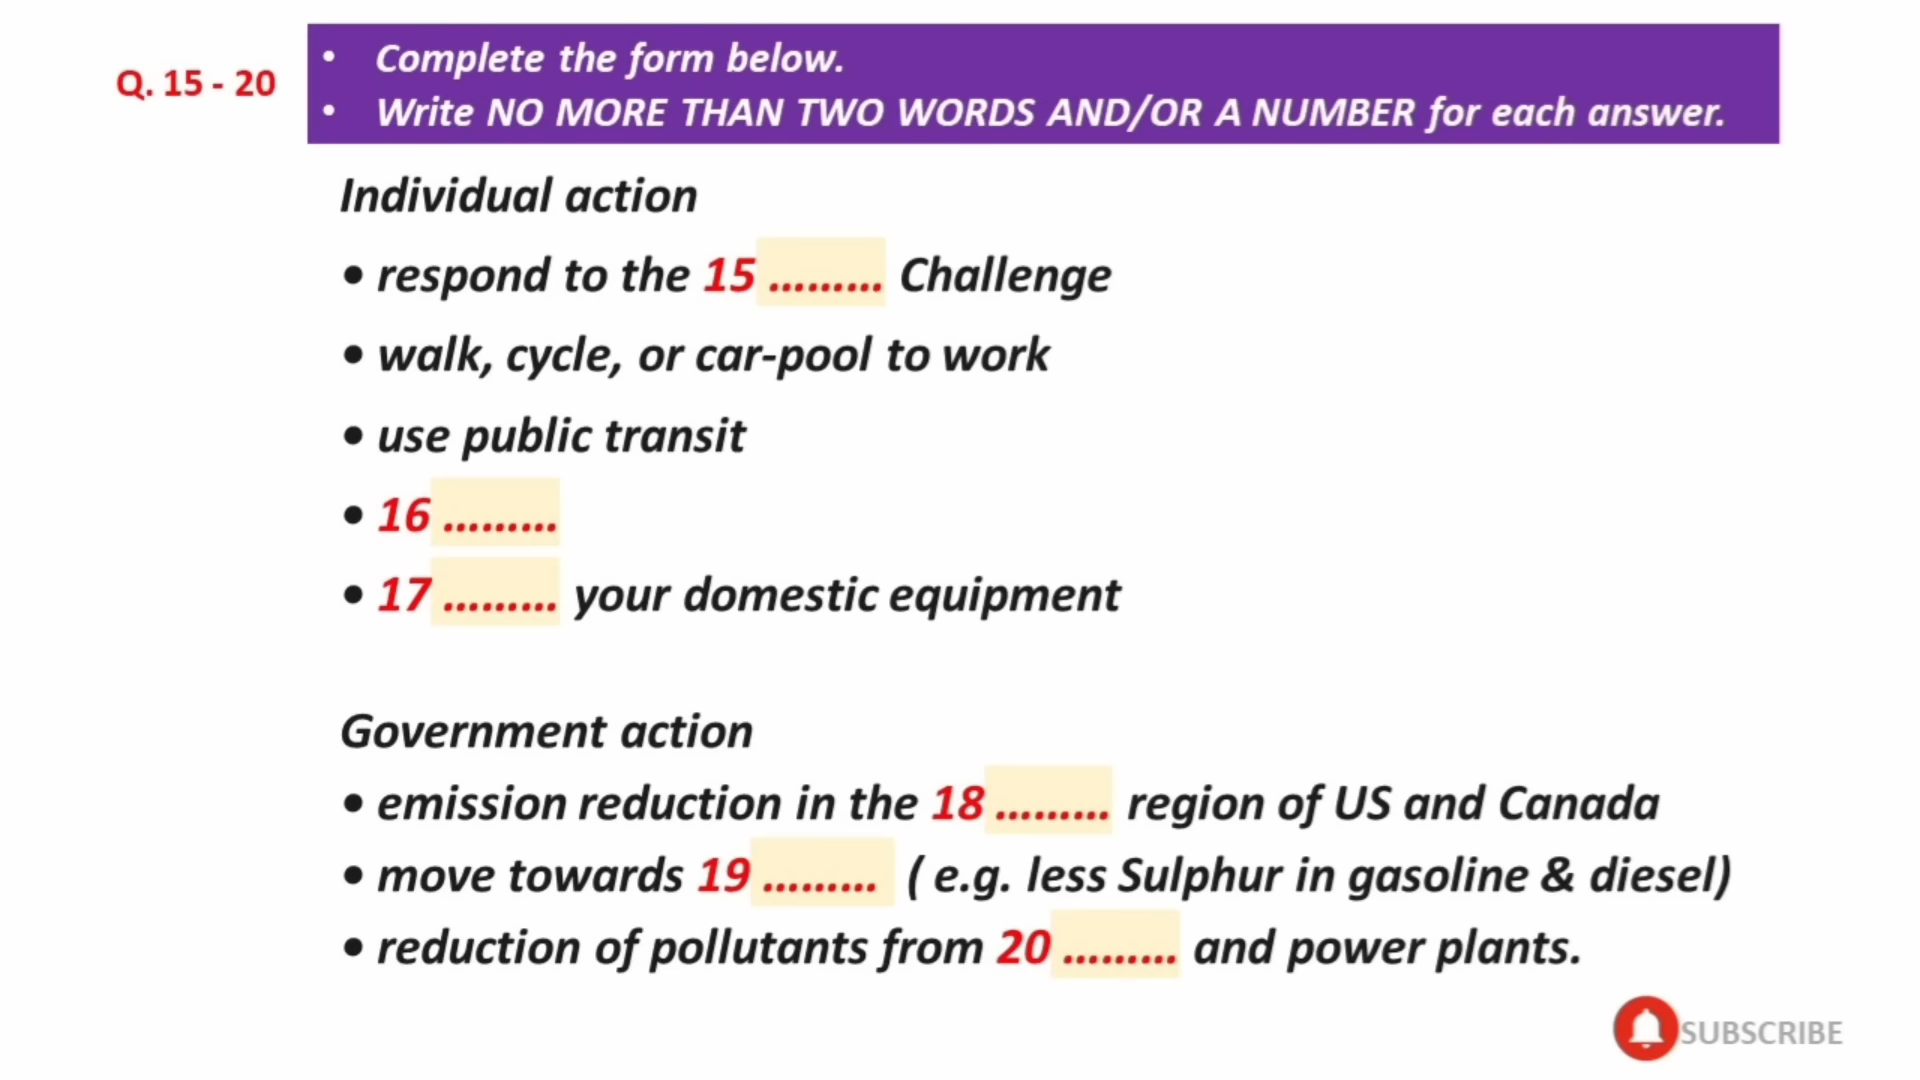 Q. 15 - 20
• Complete the form below.
• Write NO MORE THAN TWO WORDS AND/OR A NUMBER for each answer.
Individual action
• respond to the 15 ......... Challenge
• walk, cycle, or car-pool to work
• use public transit
• 16 .........
• 17 ......... your domestic equipment
Government action
• emission reduction in the 18 ......... region of US and Canada
• move towards 19 ......... ( e.g. less Sulphur in gasoline & diesel)
• reduction of pollutants from 20 ......... and power plants.
SUBSCRIBE